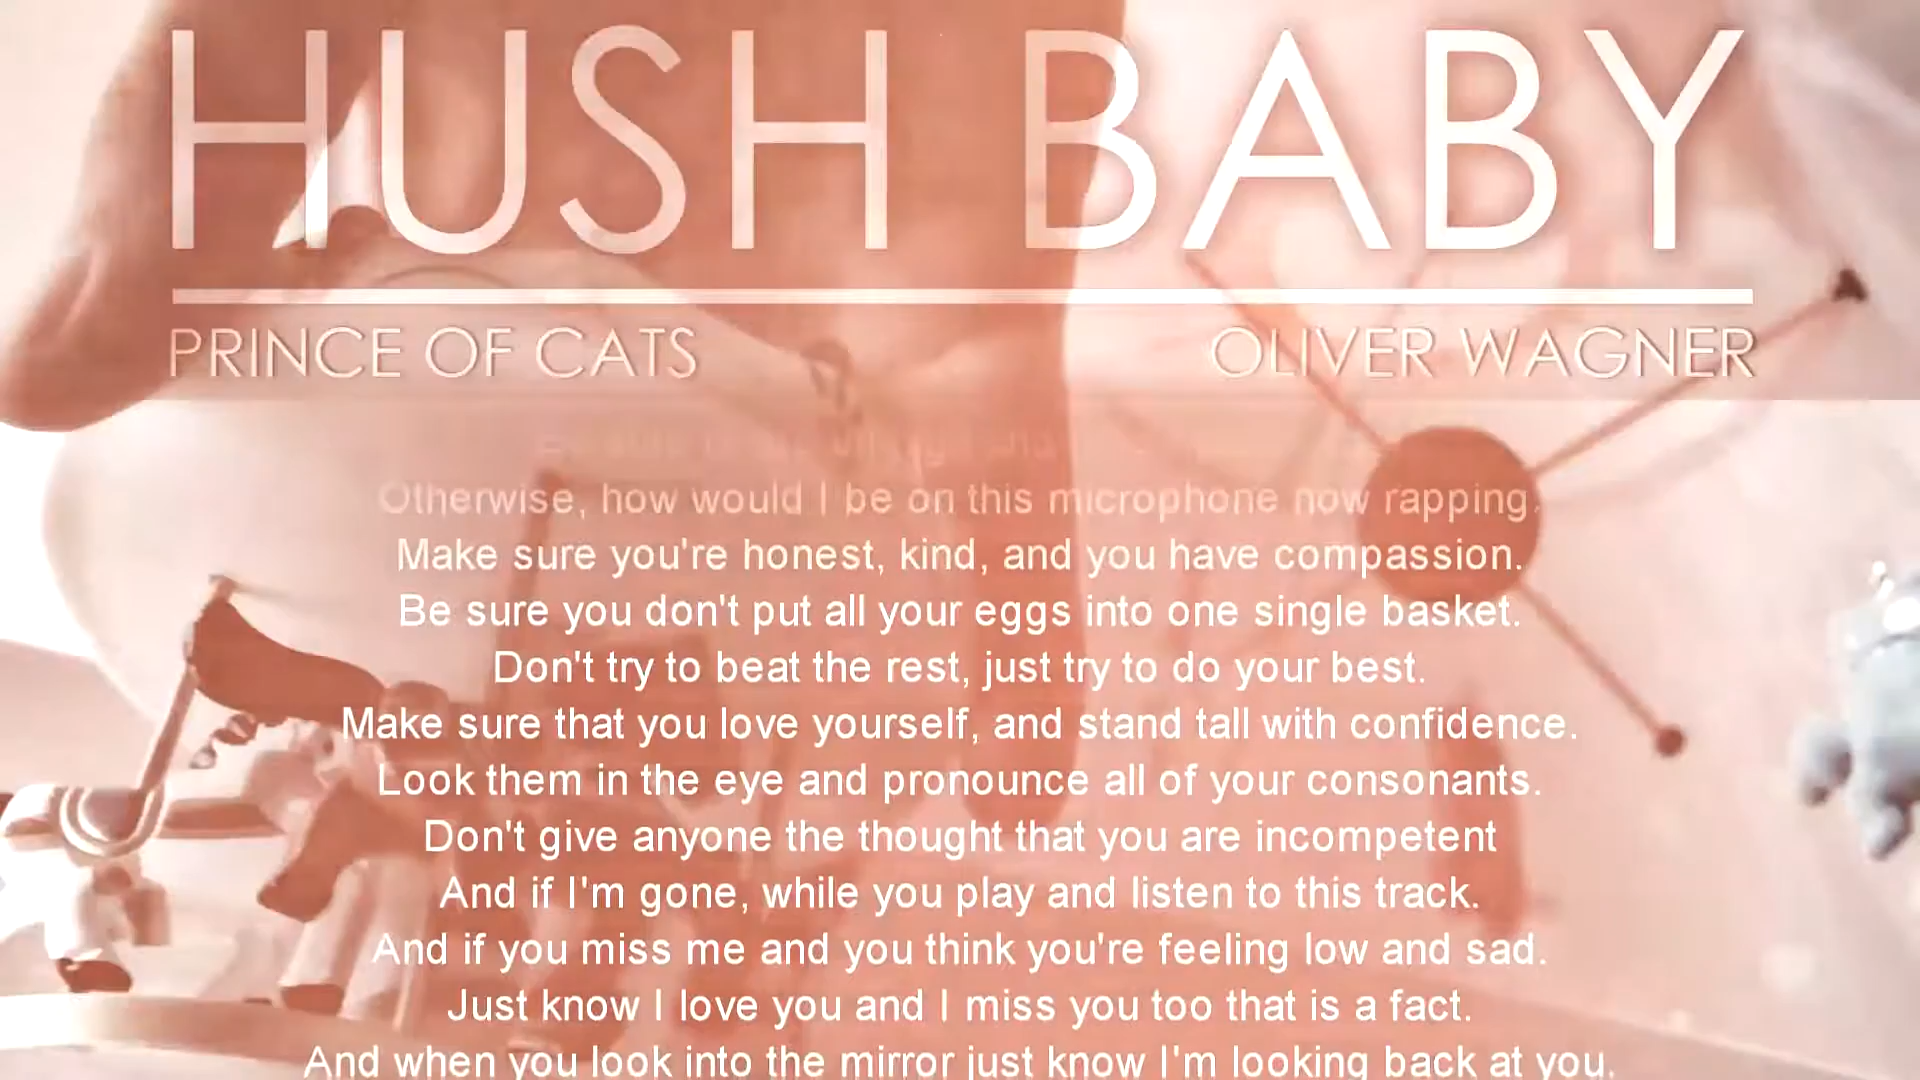 HUSH BABY
PRINCE OF CATS
OLIVER WAGNER
Otherwise, how would I be on this microphone now rapping.
Make sure you're honest, kind, and you have compassion.
Be sure you don't put all your eggs into one single basket.
Don't try to beat the rest, just try to do your best.
Make sure that you love yourself, and stand tall with confidence.
Look them in the eye and pronounce all of your consonants.
Don't give anyone the thought that you are incompetent
And if I'm gone, while you play and listen to this track.
And if you miss me and you think you're feeling low and sad.
Just know I love you and I miss you too that is a fact.
And when you look into the mirror just know I'm looking back at you.